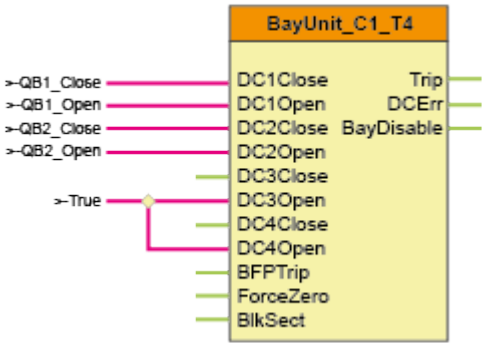 BayUnit_C1_T4
>-QB1_Close DC1Close Trip
>-QB1_Open DC1Open DCErr
>-QB2_Close DC2Close BayDisable
>-QB2_Open DC2Open
DC3Close
>-True DC3Open
DC4Close
DC4Open
BFPTrip
ForceZero
BlkSect